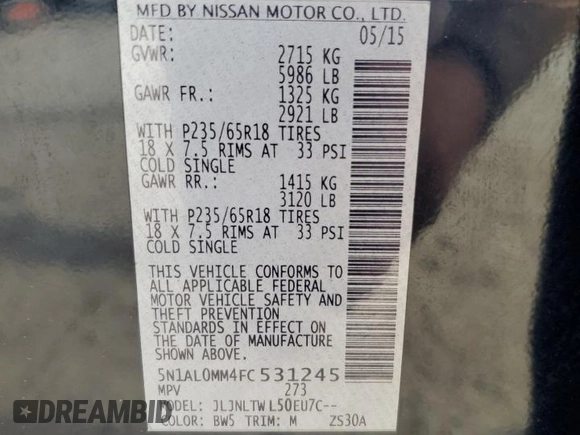 MFD BY NISSAN MOTOR CO., LTD.
DATE: 05/15
GVWR: 2715 KG
5986 LB
GAWR FR.: 1325 KG
2921 LB
WITH P235/65R18 TIRES
18 X 7.5 RIMS AT 33 PSI
COLD SINGLE
GAWR RR.: 1415 KG
3120 LB
WITH P235/65R18 TIRES
18 X 7.5 RIMS AT 33 PSI
COLD SINGLE
THIS VEHICLE CONFORMS TO
ALL APPLICABLE FEDERAL
MOTOR VEHICLE SAFETY AND
THEFT PREVENTION
STANDARDS IN EFFECT ON
THE DATE OF MANUFACTURE
SHOWN ABOVE.
5N1AL0MM4FC531245
MPV 273
MODEL: JLJNLTWL50EU7C--
COLOR: BW5 TRIM: M ZS30A
© BIDFAX